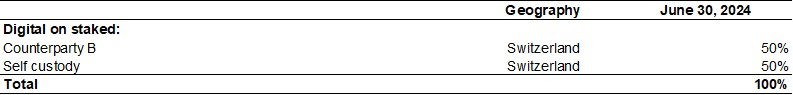 Geography June 30, 2024
Digital on staked:
Counterparty B Switzerland 50%
Self custody Switzerland 50%
Total 100%